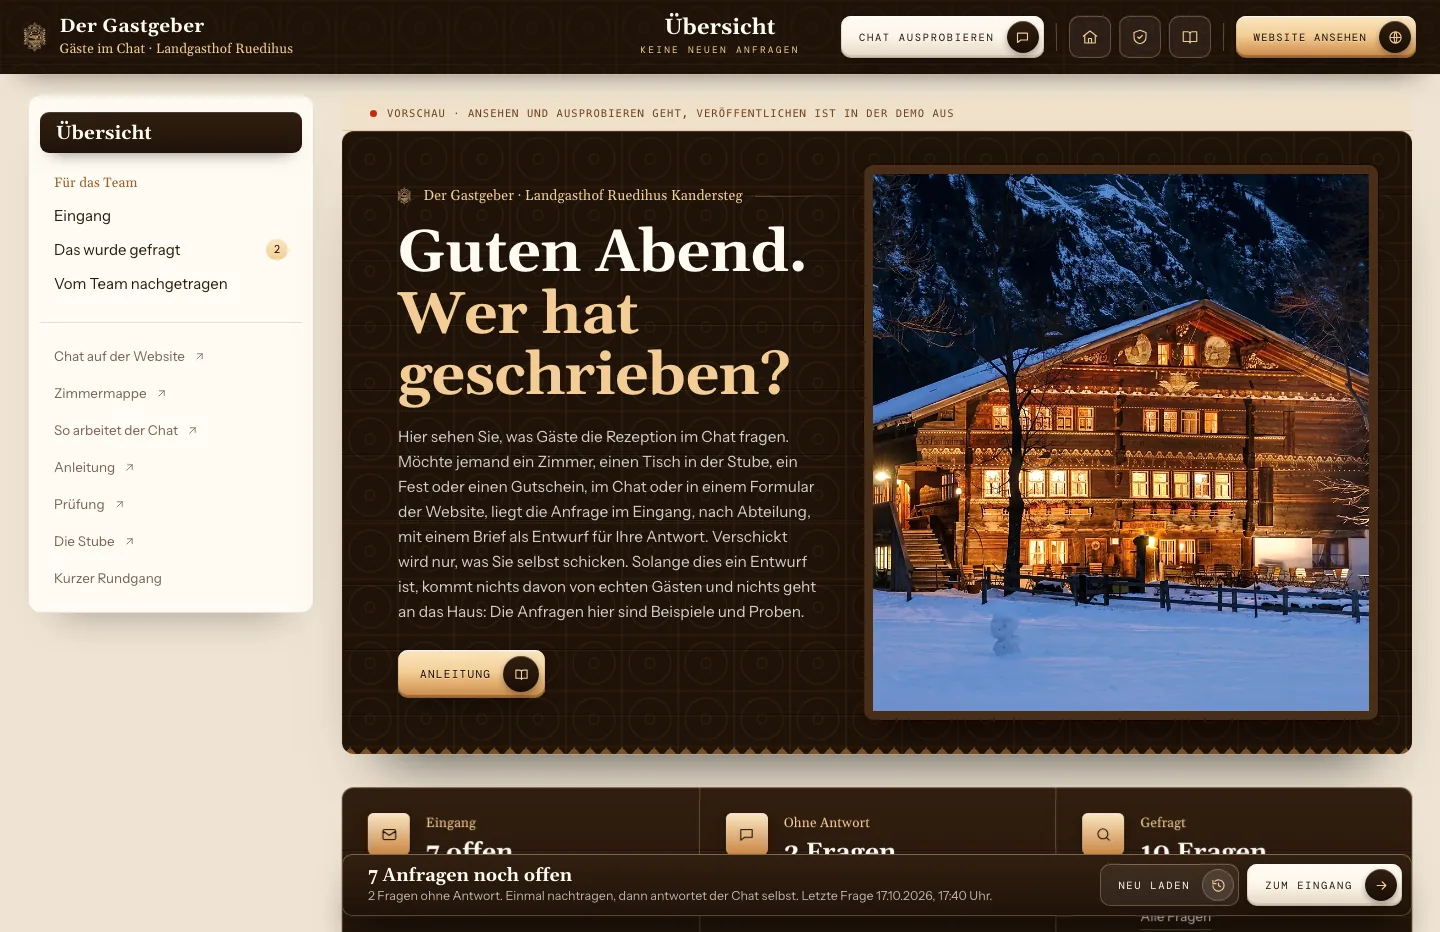 Der Gastgeber
Gäste im Chat · Landgasthof Ruedihus
Übersicht
KEINE NEUEN ANFRAGEN
CHAT AUSPROBIEREN
WEBSITE ANSEHEN
Übersicht
Für das Team
Eingang
Das wurde gefragt
2
Vom Team nachgetragen
Chat auf der Website
Zimmermappe
So arbeitet der Chat
Anleitung
Prüfung
Die Stube
Kurzer Rundgang
VORSCHAU · ANSEHEN UND AUSPROBIEREN GEHT, VERÖFFENTLICHEN IST IN DER DEMO AUS
Der Gastgeber · Landgasthof Ruedihus Kandersteg
Guten Abend.
Wer hat
geschrieben?
Hier sehen Sie, was Gäste die Rezeption im Chat fragen.
Möchte jemand ein Zimmer, einen Tisch in der Stube, ein
Fest oder einen Gutschein, im Chat oder in einem Formular
der Website, liegt die Anfrage im Eingang, nach Abteilung,
mit einem Brief als Entwurf für Ihre Antwort. Verschickt
wird nur, was Sie selbst schicken. Solange dies ein Entwurf
ist, kommt nichts davon von echten Gästen und nichts geht
an das Haus: Die Anfragen hier sind Beispiele und Proben.
ANLEITUNG
Eingang
7 offen
Ohne Antwort
2 Fragen
Gefragt
10 Fragen
7 Anfragen noch offen
2 Fragen ohne Antwort. Einmal nachtragen, dann antwortet der Chat selbst. Letzte Frage 17.10.2026, 17:40 Uhr.
NEU LADEN
ZUM EINGANG
Alle Fragen